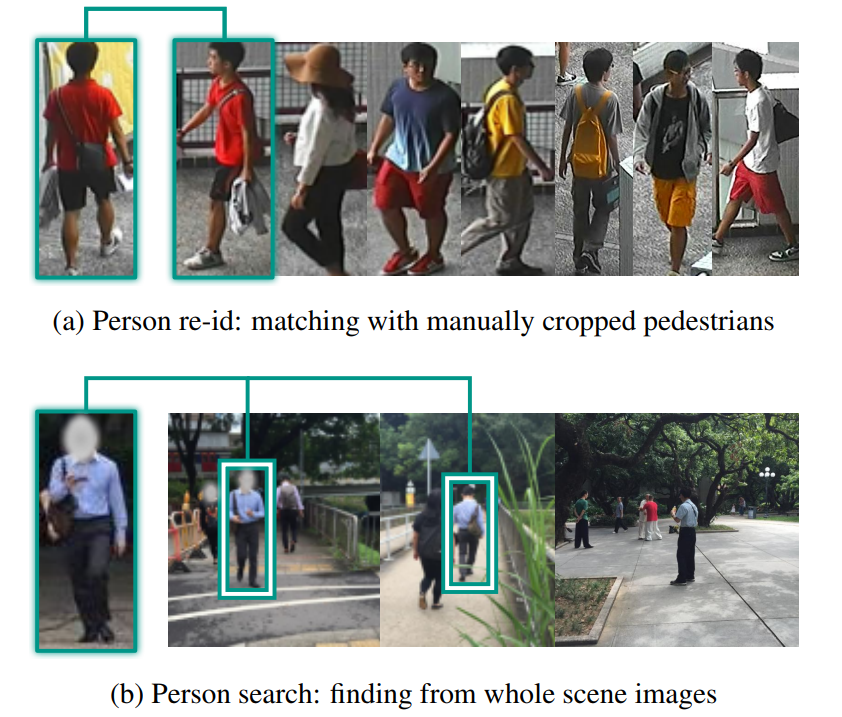 (a) Person re-id: matching with manually cropped pedestrians
(b) Person search: finding from whole scene images